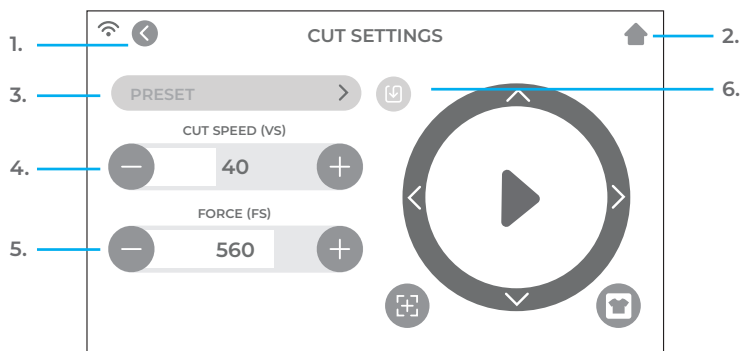 1.
CUT SETTINGS
2.
3.
PRESET
6.
CUT SPEED (VS)
4.
40
FORCE (FS)
5.
560